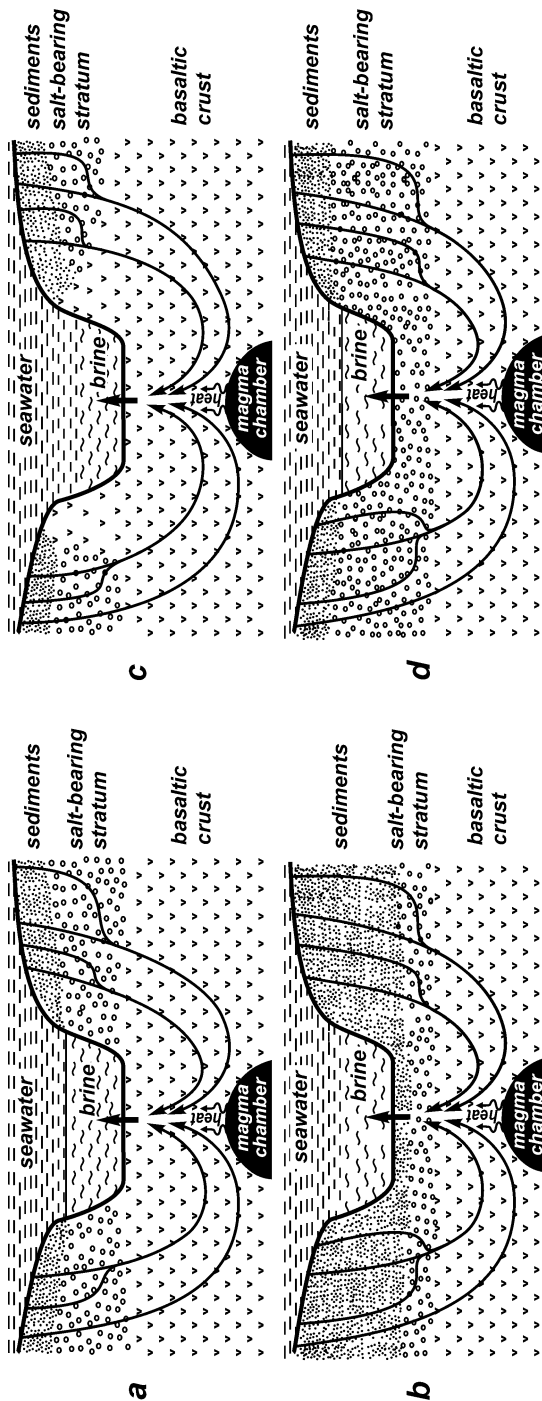 a
seawater
brine
heat
magma
chamber
sediments
salt-bearing
stratum
basaltic
crust
b
seawater
brine
heat
magma
chamber
sediments
salt-bearing
stratum
basaltic
crust
c
seawater
brine
heat
magma
chamber
sediments
salt-bearing
stratum
basaltic
crust
d
seawater
brine
heat
magma
chamber
sediments
salt-bearing
stratum
basaltic
crust